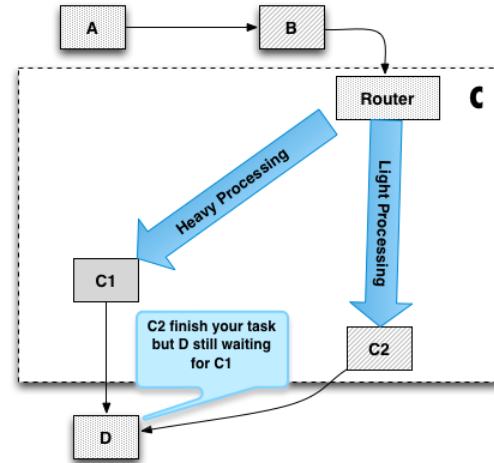 A
B
Router
C
Heavy Processing
Light Processing
C1
C2 finish your task
but D still waiting
for C1
C2
D